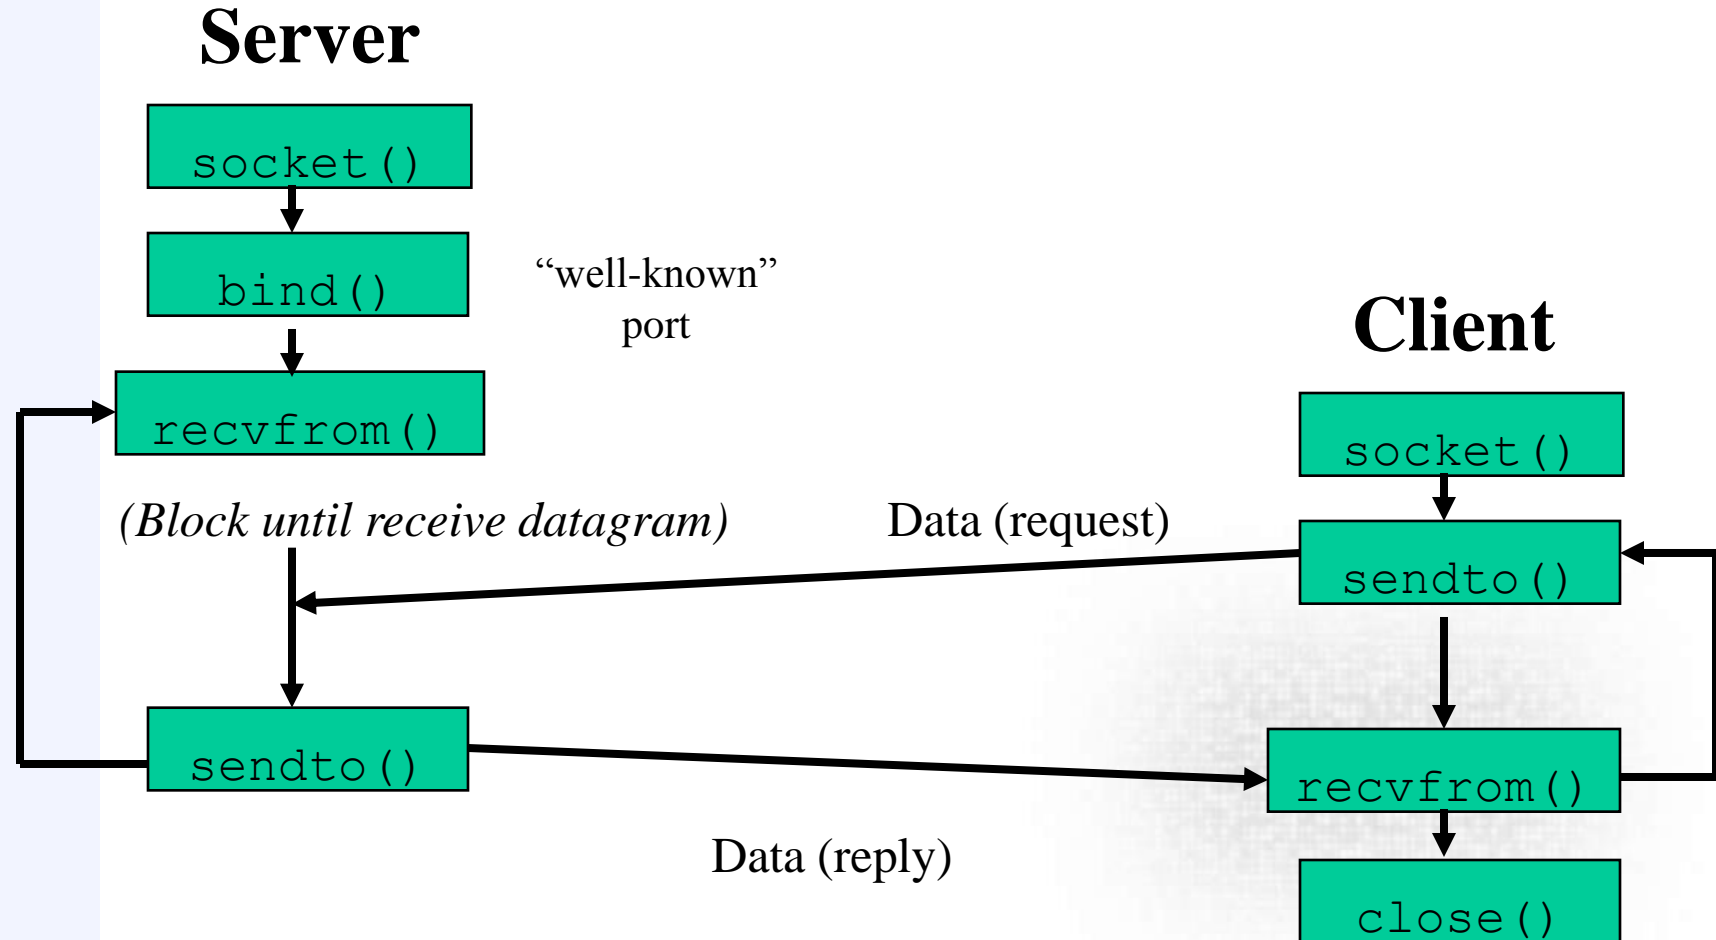 Server
socket()
bind()
“well-known”
port
recvfrom()
(Block until receive datagram)
sendto()
Client
socket()
Data (request)
sendto()
recvfrom()
Data (reply)
close()